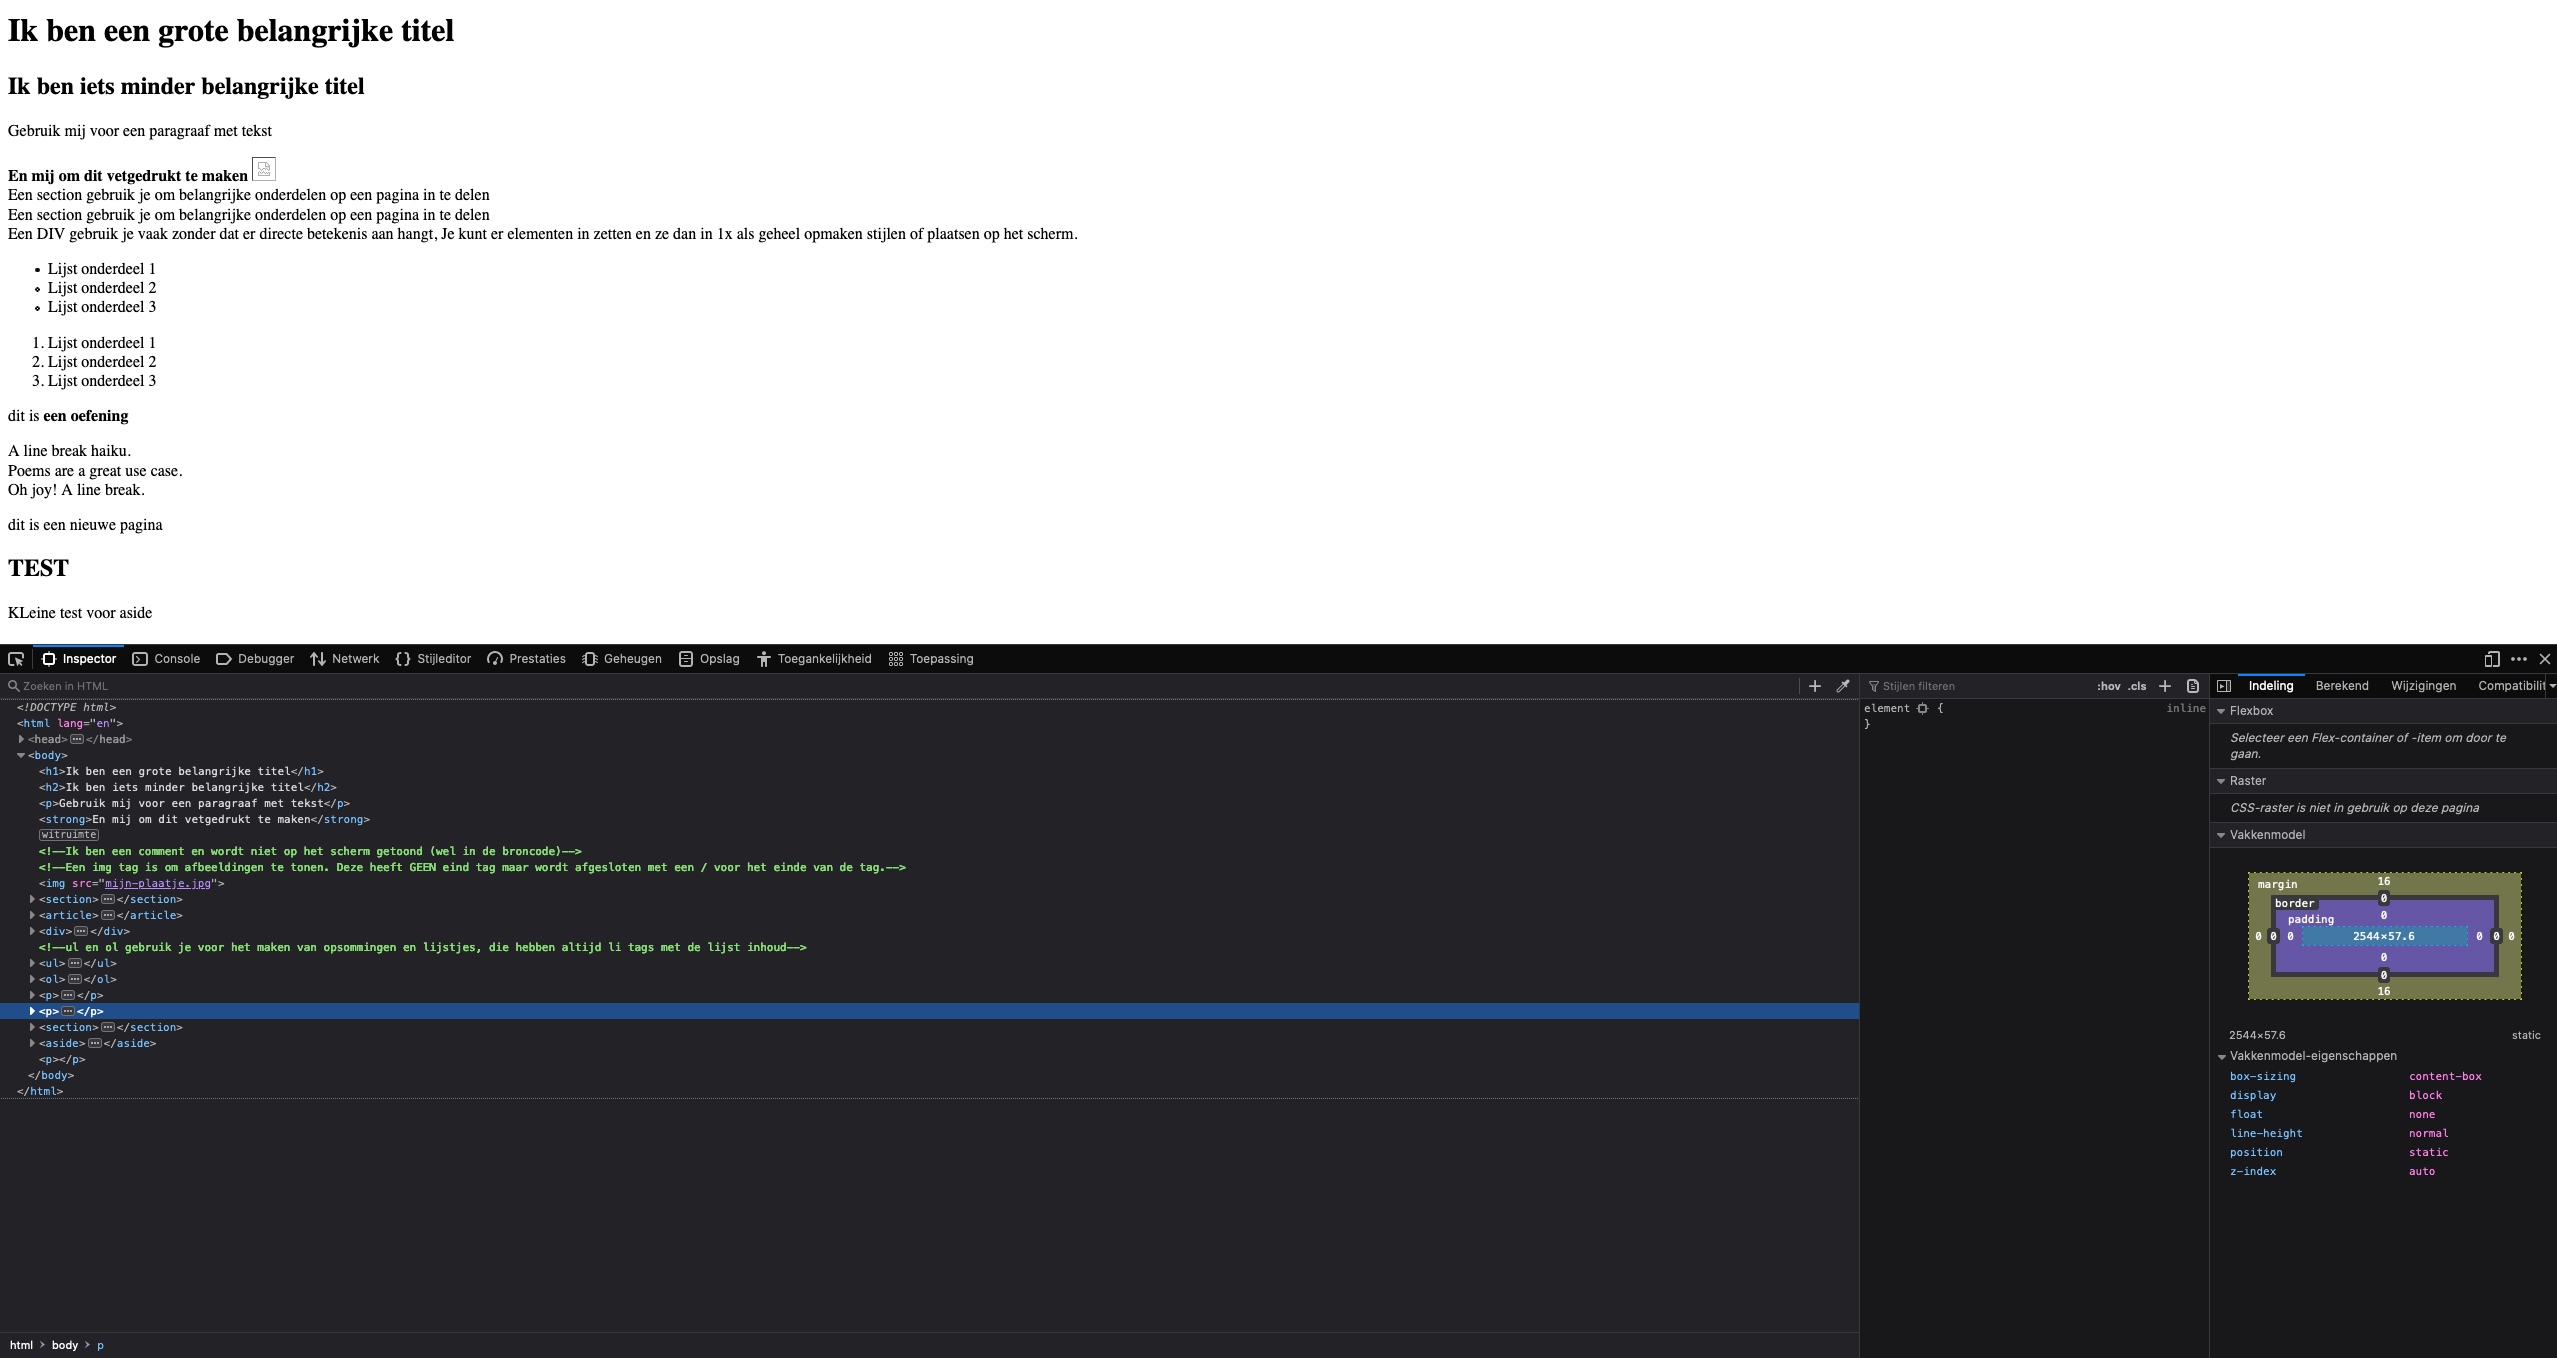 Ik ben een grote belangrijke titel
Ik ben iets minder belangrijke titel
Gebruik mij voor een paragraaf met tekst
En mij om dit vetgedrukt te maken
Een section gebruik je om belangrijke onderdelen op een pagina in te delen
Een section gebruik je om belangrijke onderdelen op een pagina in te delen
Een DIV gebruik je vaak zonder dat er directe betekenis aan hangt, Je kunt er elementen in zetten en ze dan in 1x als geheel opmaken stijlen of plaatsen op het scherm.
• Lijst onderdeel 1
• Lijst onderdeel 2
• Lijst onderdeel 3
1. Lijst onderdeel 1
2. Lijst onderdeel 2
3. Lijst onderdeel 3
dit is een oefening
A line break haiku.
Poems are a great use case.
Oh joy! A line break.
dit is een nieuwe pagina
TEST
KLeine test voor aside
Inspector Console Debugger Netwerk {} Stijleditor Prestaties Geheugen Opslag Toegankelijkheid Toepassing
Zoeken in HTML
<!DOCTYPE html>
<html lang="en">
<head>···</head>
<body>
<h1>Ik ben een grote belangrijke titel</h1>
<h2>Ik ben iets minder belangrijke titel</h2>
<p>Gebruik mij voor een paragraaf met tekst</p>
<strong>En mij om dit vetgedrukt te maken</strong>
witruimte
<!--Ik ben een comment en wordt niet op het scherm getoond (wel in de broncode)-->
<!--Een img tag is om afbeeldingen te tonen. Deze heeft GEEN eind tag maar wordt afgesloten met een / voor het einde van de tag.-->
<img src="mijn-plaatje.jpg">
<section>···</section>
<article>···</article>
<div>···</div>
<!--ul en ol gebruik je voor het maken van opsommingen en lijstjes, die hebben altijd li tags met de lijst inhoud-->
<ul>···</ul>
<ol>···</ol>
<p>···</p>
<p>···</p>
<section>···</section>
<aside>···</aside>
<p></p>
</body>
</html>
html > body > p
Stijlen filteren :hov .cls +
element { inline
}
Indeling Berekend Wijzigingen Compatibilit
Flexbox
Selecteer een Flex-container of -item om door te
gaan.
Raster
CSS-raster is niet in gebruik op deze pagina
Vakkenmodel
margin 16
border 0
padding 0
0 0 0 2544×57.6 0 0 0
0
0
16
2544×57.6 static
Vakkenmodel-eigenschappen
box-sizing content-box
display block
float none
line-height normal
position static
z-index auto